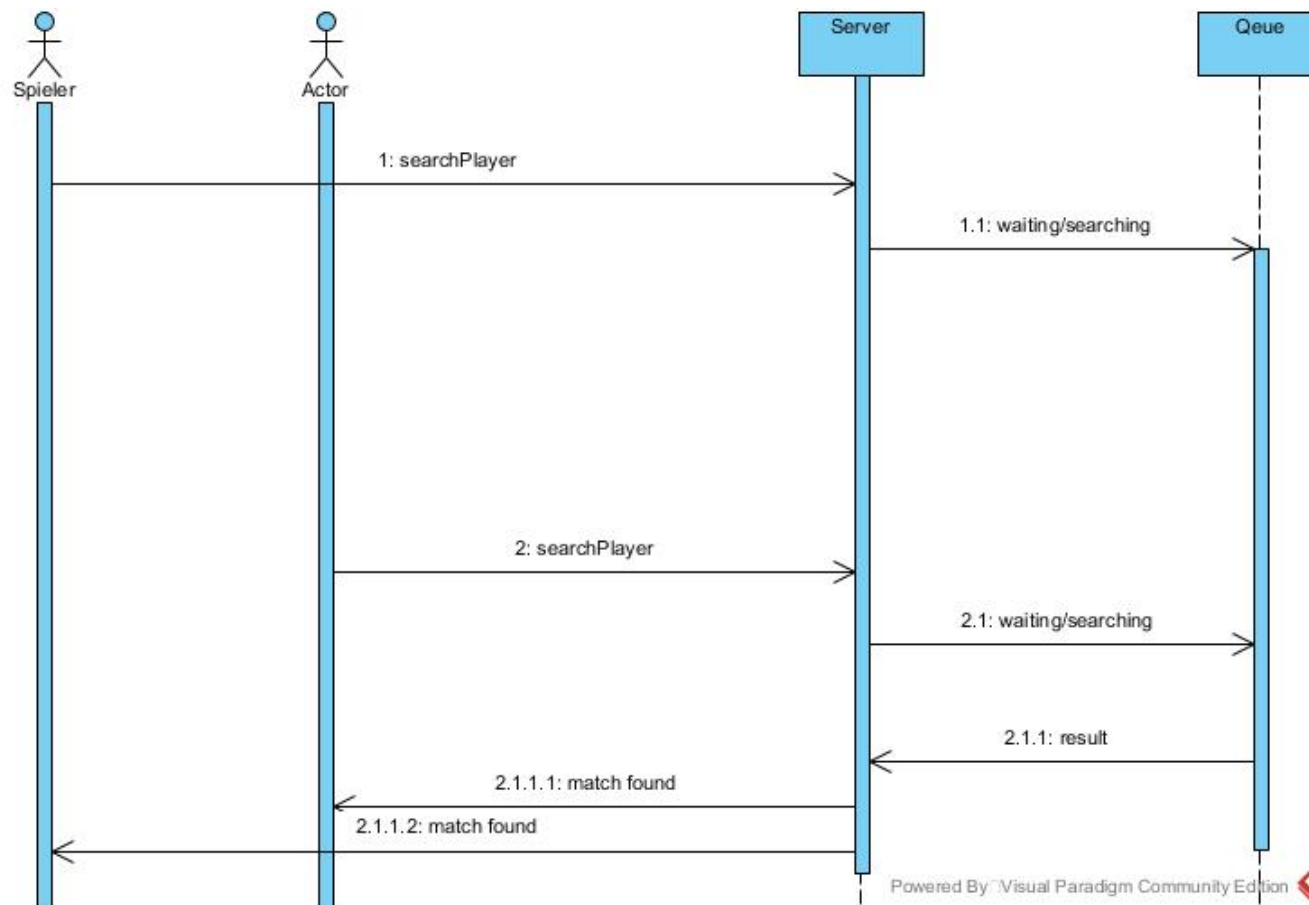 Server
Qeue
Spieler
Actor
1: searchPlayer
1.1: waiting/searching
2: searchPlayer
2.1: waiting/searching
2.1.1: result
2.1.1.1: match found
2.1.1.2: match found
Powered By Visual Paradigm Community Edition